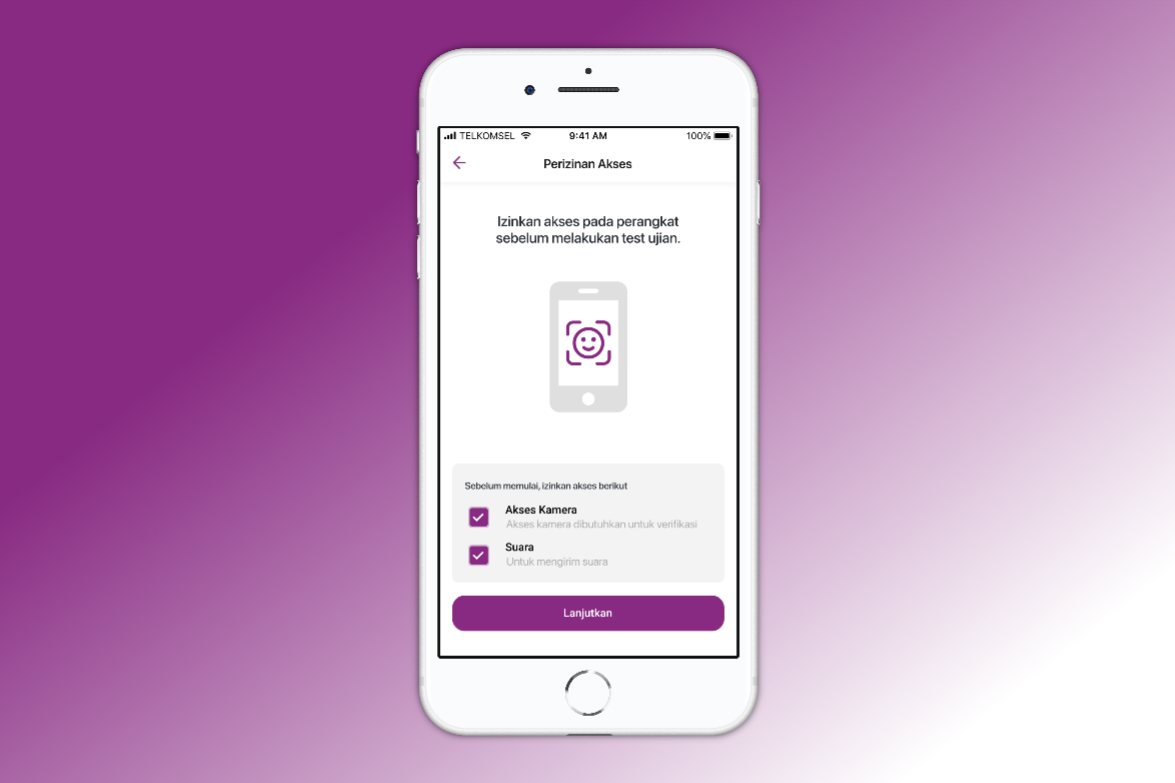 TELKOMSEL 9:41 AM 100%
Perizinan Akses
Izinkan akses pada perangkat
sebelum melakukan test ujian.
Sebelum memulai, izinkan akses berikut
Akses Kamera
Akses kamera dibutuhkan untuk verifikasi
Suara
Untuk mengirim suara
Lanjutkan